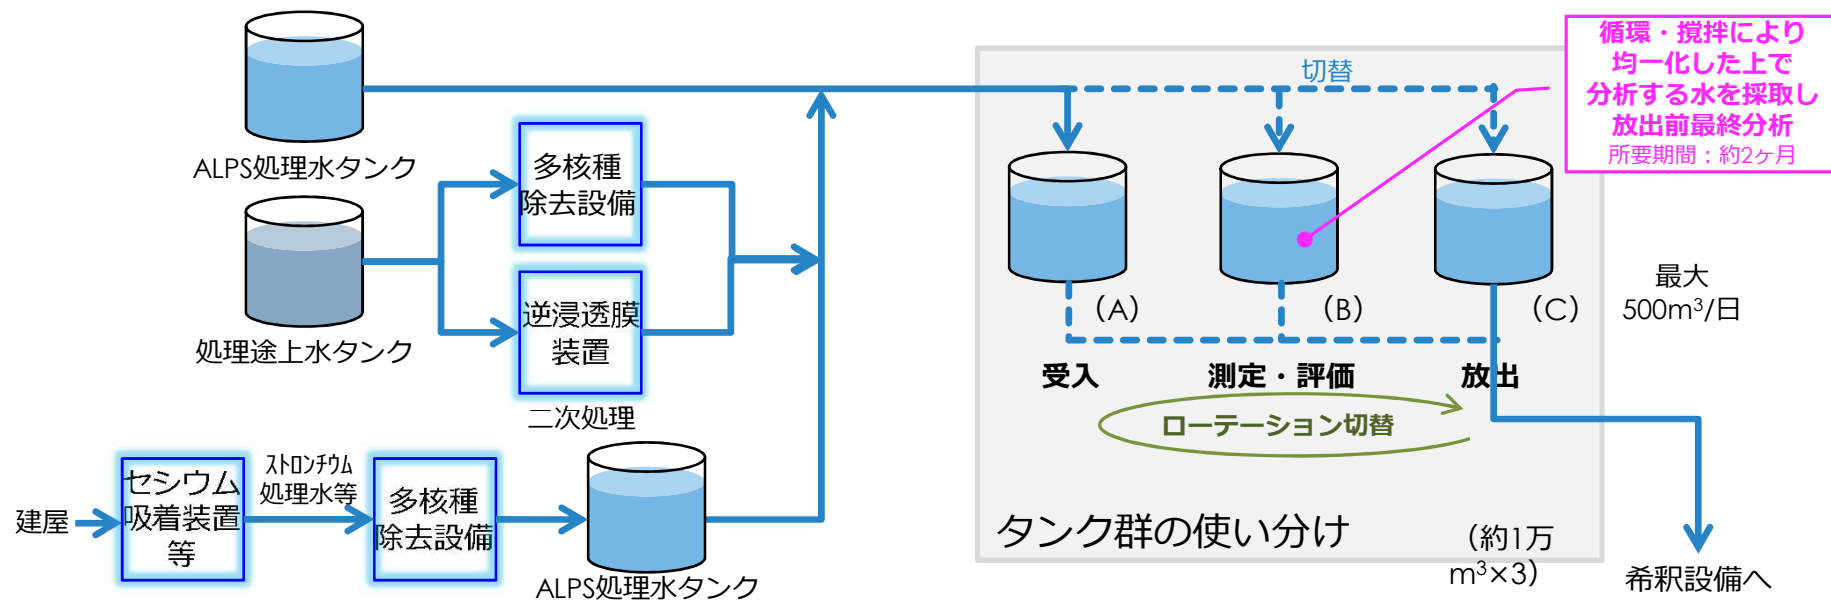 ALPS処理水タンク
処理途上水タンク
多核種
除去設備
逆浸透膜
装置
二次処理
建屋
セシウム
吸着装置
等
ｽﾄﾛﾝﾁｳﾑ
処理水等
多核種
除去設備
ALPS処理水タンク
切替
循環・撹拌により
均一化した上で
分析する水を採取し
放出前最終分析
所要期間：約2ヶ月
（A）
（B）
（C）
受入
測定・評価
放出
ローテーション切替
タンク群の使い分け
（約1万
m³×3）
最大
500m³/日
希釈設備へ